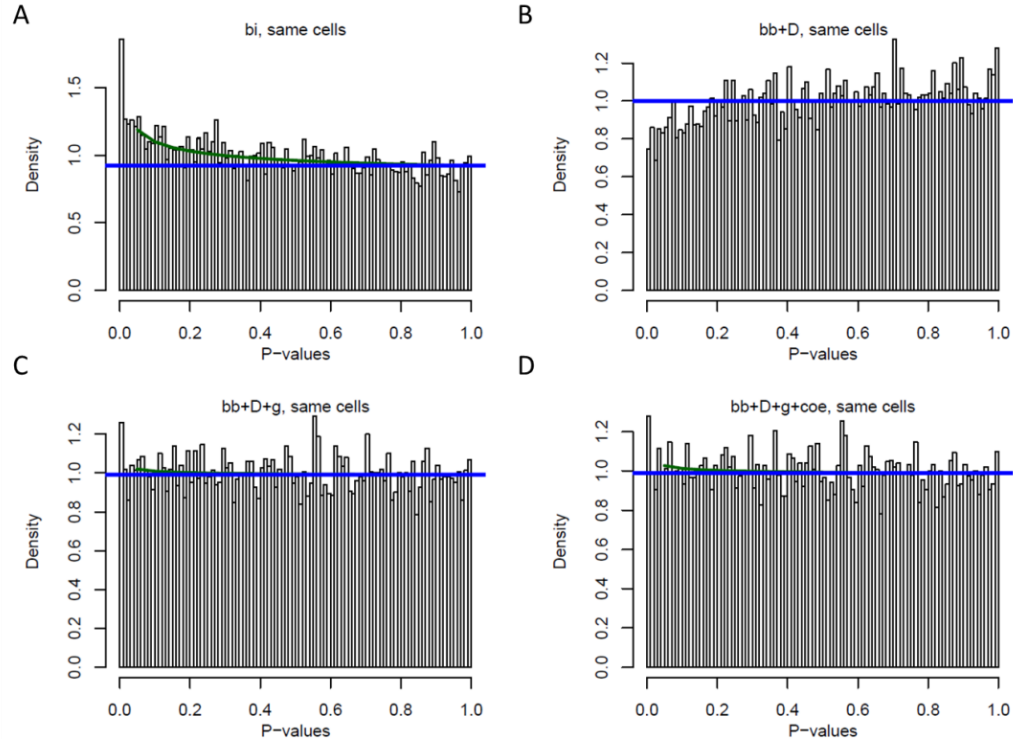 A
bi, same cells
Density
0.0 0.5 1.0 1.5
0.0 0.2 0.4 0.6 0.8 1.0
P-values
B
bb+D, same cells
Density
0.0 0.2 0.4 0.6 0.8 1.0 1.2
0.0 0.2 0.4 0.6 0.8 1.0
P-values
C
bb+D+g, same cells
Density
0.0 0.2 0.4 0.6 0.8 1.0 1.2
0.0 0.2 0.4 0.6 0.8 1.0
P-values
D
bb+D+g+coe, same cells
Density
0.0 0.2 0.4 0.6 0.8 1.0 1.2
0.0 0.2 0.4 0.6 0.8 1.0
P-values